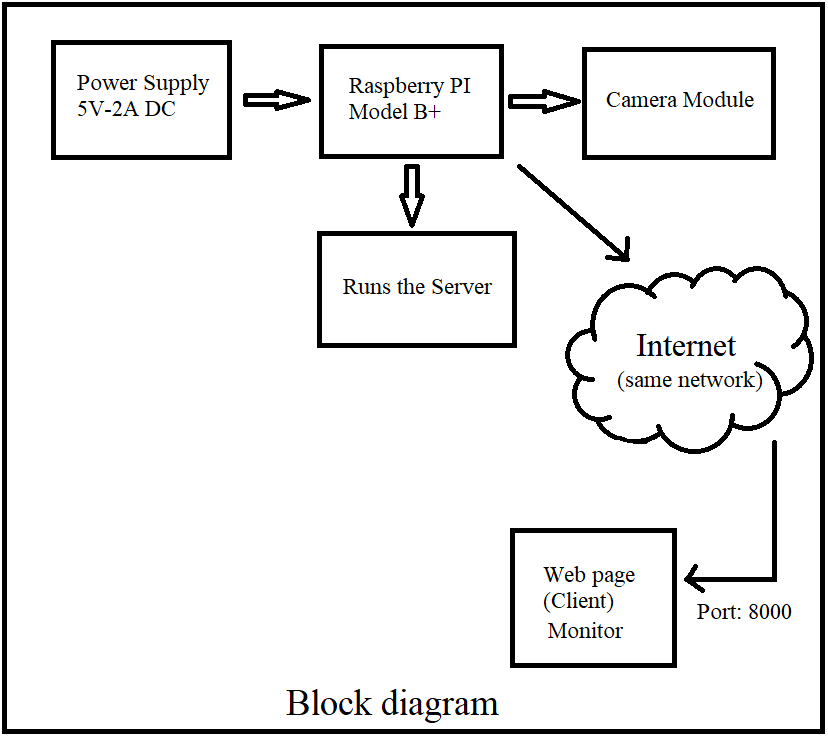 Power Supply
5V-2A DC
Raspberry PI
Model B+
Camera Module
Runs the Server
Internet
(same network)
Web page
(Client)
Monitor
Port: 8000
Block diagram